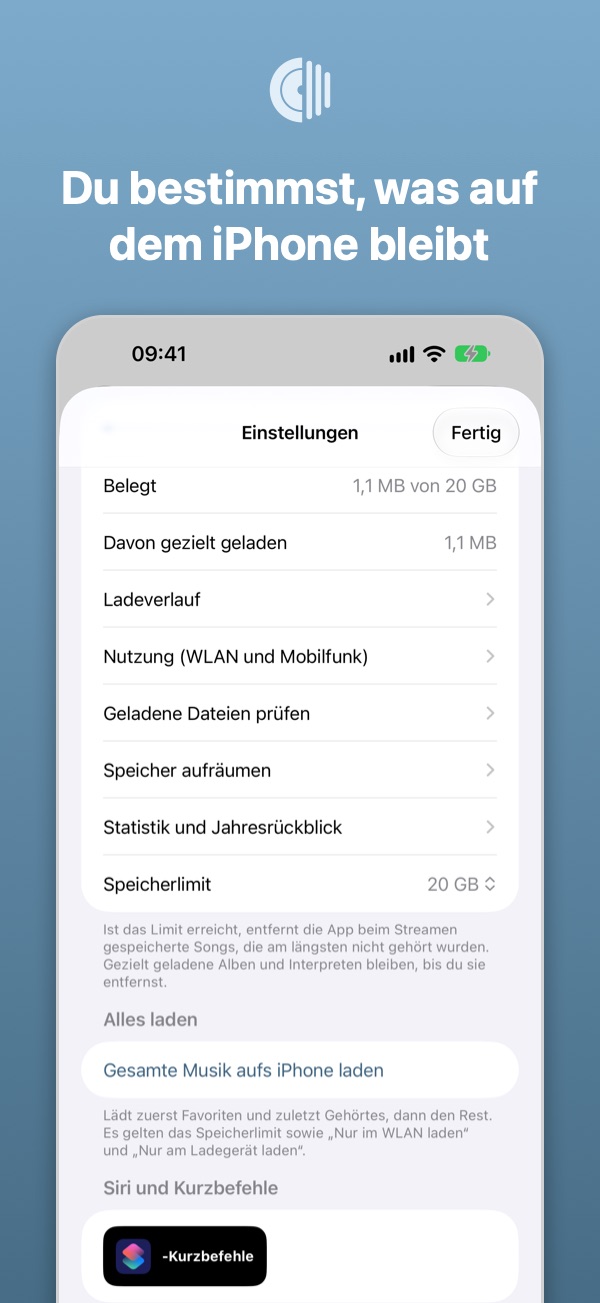 Du bestimmst, was auf
dem iPhone bleibt
09:41
Einstellungen
Fertig
Belegt
1,1 MB von 20 GB
Davon gezielt geladen
1,1 MB
Ladeverlauf
Nutzung (WLAN und Mobilfunk)
Geladene Dateien prüfen
Speicher aufräumen
Statistik und Jahresrückblick
Speicherlimit
20 GB
Ist das Limit erreicht, entfernt die App beim Streamen
gespeicherte Songs, die am längsten nicht gehört wurden.
Gezielt geladene Alben und Interpreten bleiben, bis du sie
entfernst.
Alles laden
Gesamte Musik aufs iPhone laden
Lädt zuerst Favoriten und zuletzt Gehörtes, dann den Rest.
Es gelten das Speicherlimit sowie „Nur im WLAN laden“
und „Nur am Ladegerät laden“.
Siri und Kurzbefehle
-Kurzbefehle